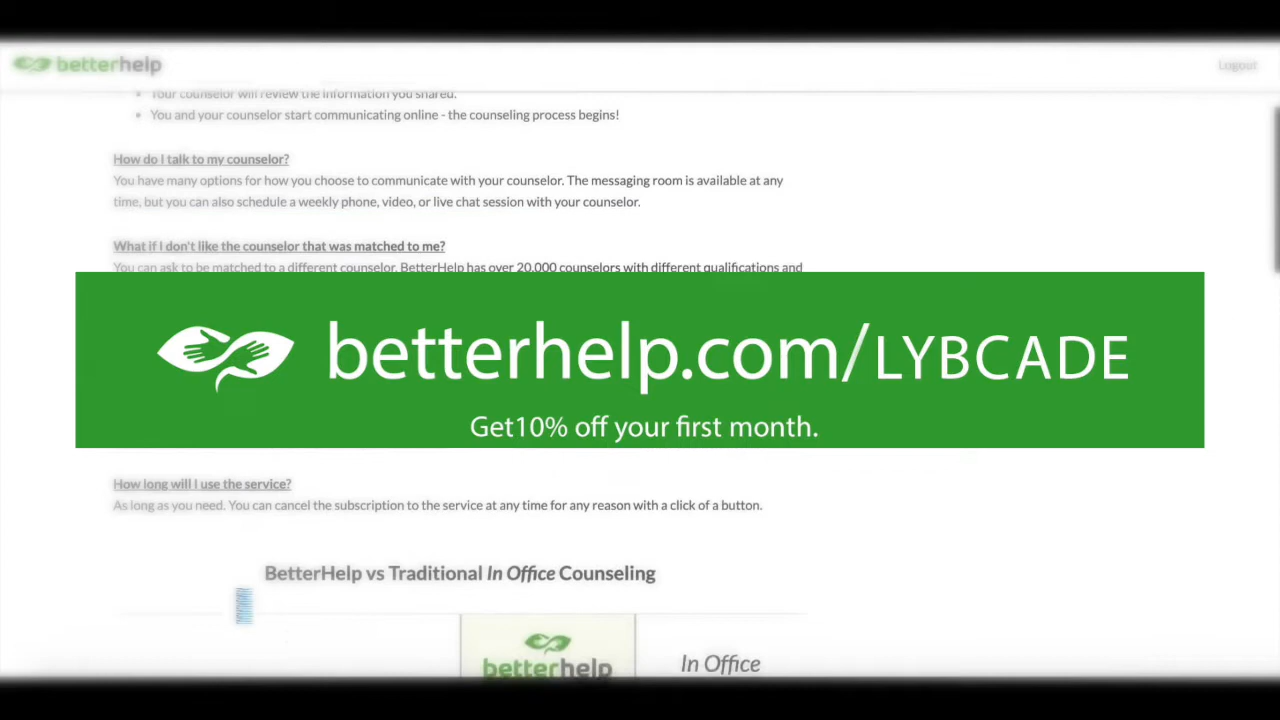 betterhelp
Logout
Your counselor will review the information you shared.
You and your counselor start communicating online - the counseling process begins!
How do I talk to my counselor?
You have many options for how you choose to communicate with your counselor. The messaging room is available at any
time, but you can also schedule a weekly phone, video, or live chat session with your counselor.
What if I don't like the counselor that was matched to me?
You can ask to be matched to a different counselor. BetterHelp has over 20,000 counselors with different qualifications and
betterhelp.com/LYBCADE
Get10% off your first month.
How long will I use the service?
As long as you need. You can cancel the subscription to the service at any time for any reason with a click of a button.
BetterHelp vs Traditional In Office Counseling
betterhelp
In Office